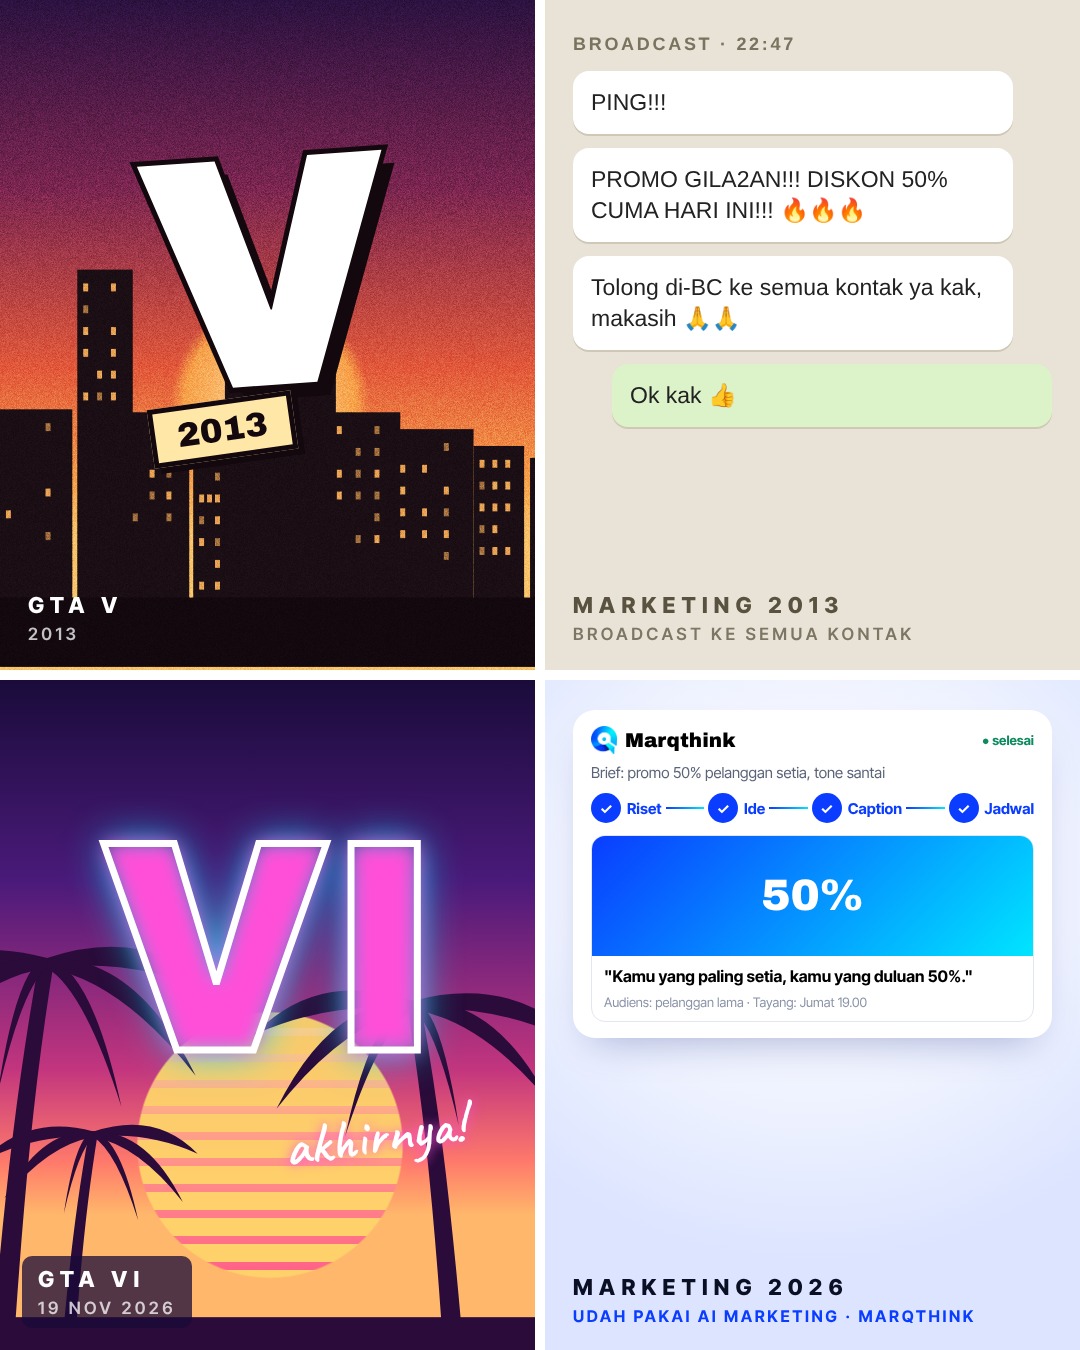 V
2013
GTA V
2013
BROADCAST · 22:47
PING!!!
PROMO GILA2AN!!! DISKON 50%
CUMA HARI INI!!! 🔥🔥🔥
Tolong di-BC ke semua kontak ya kak,
makasih 🙏🙏
Ok kak 👍
MARKETING 2013
BROADCAST KE SEMUA KONTAK
VI
akhirnya!
GTA VI
19 NOV 2026
Marqthink
• selesai
Brief: promo 50% pelanggan setia, tone santai
Riset Ide Caption Jadwal
50%
"Kamu yang paling setia, kamu yang duluan 50%."
Audiens: pelanggan lama · Tayang: Jumat 19.00
MARKETING 2026
UDAH PAKAI AI MARKETING · MARQTHINK